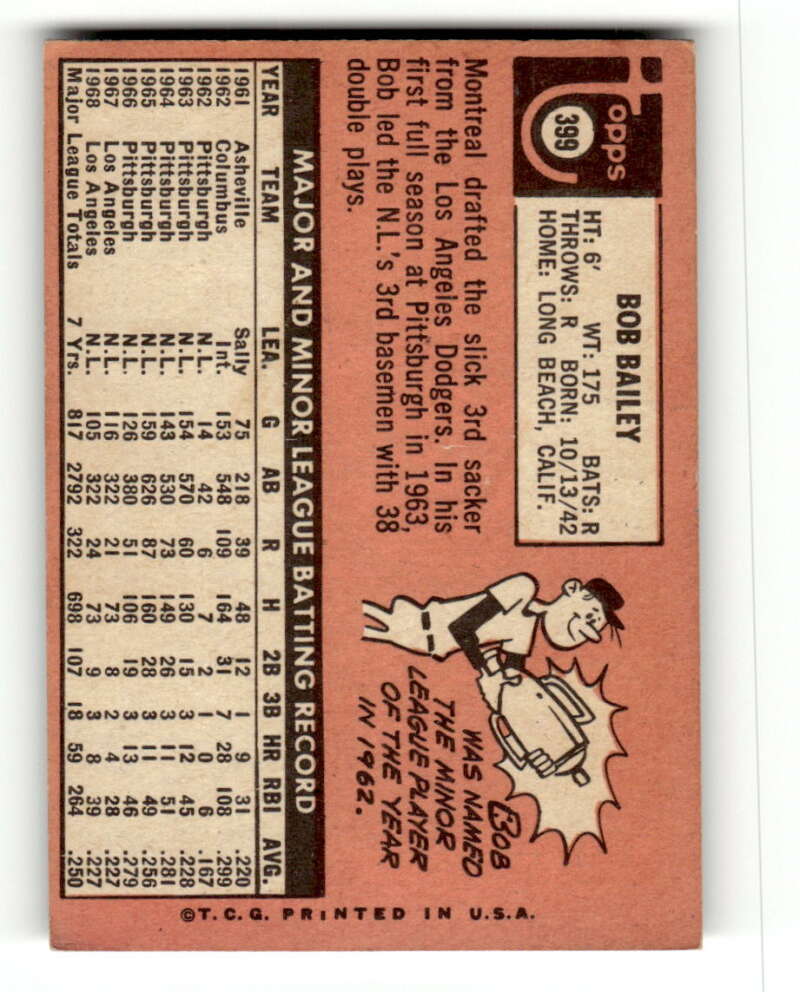 Topps
399
BOB BAILEY
HT: 6' WT: 175 BATS: R
THROWS: R BORN: 10/13/42
HOME: LONG BEACH, CALIF.
Montreal drafted the slick 3rd sacker
from the Los Angeles Dodgers. In his
first full season at Pittsburgh in 1963,
Bob led the N.L.'s 3rd basemen with 38
double plays.
BOB
WAS NAMED
THE MINOR
LEAGUE PLAYER
OF THE YEAR
IN 1962.
MAJOR AND MINOR LEAGUE BATTING RECORD
YEAR TEAM LEA. G AB R H 2B 3B HR RBI AVG.
1961 Asheville Sally 75 218 39 48 12 1 9 31 .220
1962 Columbus Int. 153 548 109 164 31 7 28 108 .299
1962 Pittsburgh N.L. 14 42 6 7 2 1 0 6 .167
1963 Pittsburgh N.L. 154 570 60 130 15 3 12 45 .228
1964 Pittsburgh N.L. 143 530 73 149 26 3 11 51 .281
1965 Pittsburgh N.L. 159 626 87 160 28 3 11 49 .256
1966 Pittsburgh N.L. 126 380 51 106 19 3 13 46 .279
1967 Los Angeles N.L. 116 322 21 73 8 2 4 28 .227
1968 Los Angeles N.L. 105 322 24 73 9 3 8 39 .227
Major League Totals 7 Yrs. 817 2792 322 698 107 18 59 264 .250
©T.C.G. PRINTED IN U.S.A.